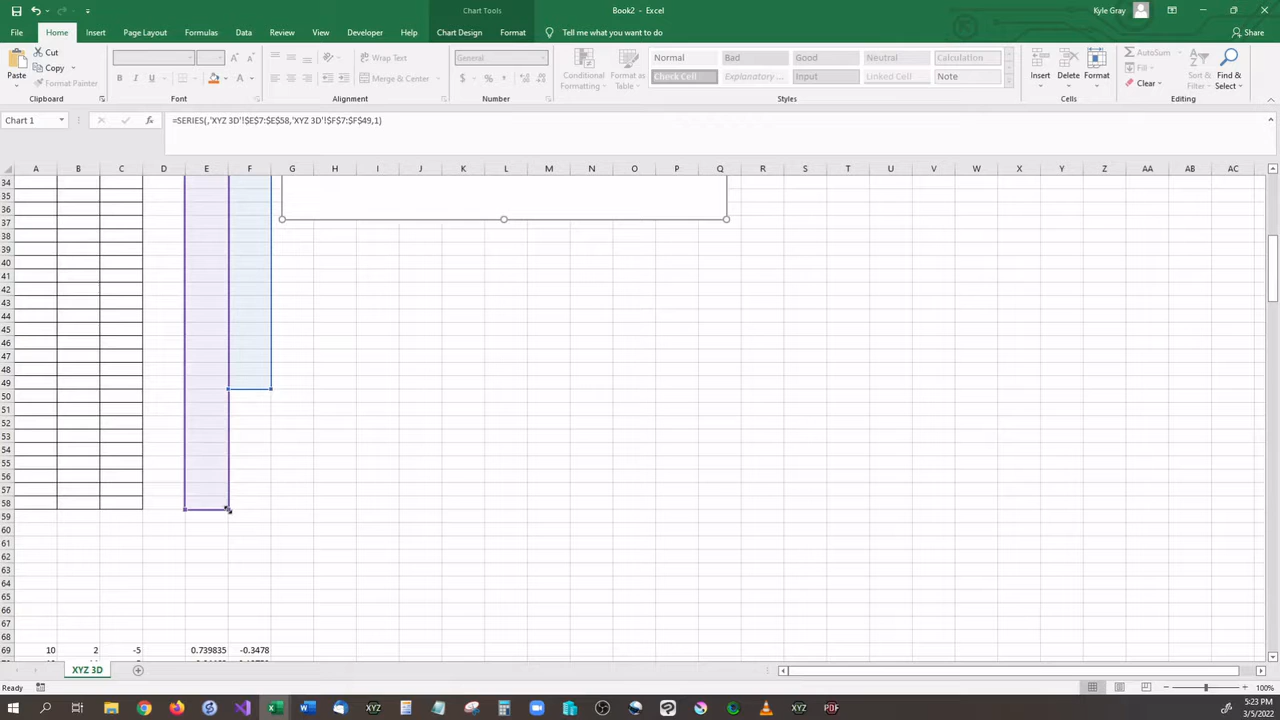 Chart Tools
Book2 - Excel
Kyle Gray
File Home Insert Page Layout Formulas Data Review View Developer Help Chart Design Format Tell me what you want to do Share
Paste
Cut
Copy
Format Painter
Clipboard
B I U A
Font
Wrap Text
Merge & Center
Alignment
General
$ % 
Number
Conditional Formatting
Format as Table
Normal Bad Good Neutral Calculation
Check Cell Explanatory ... Input Linked Cell Note
Styles
Insert Delete Format
Cells
AutoSum
Fill
Clear
Sort & Filter
Find & Select
Editing
Chart 1
fx
=SERIES(,'XYZ 3D'!$E$7:$E$58,'XYZ 3D'!$F$7:$F$49,1)
A B C D E F G H I J K L M N O P Q R S T U V W X Y Z AA AB AC
34
35
36
37
38
39
40
41
42
43
44
45
46
47
48
49
50
51
52
53
54
55
56
57
58
59
60
61
62
63
64
65
66
67
68
69 10 2 -5 0.739835 -0.3478
XYZ 3D
Ready
100%
XYZ
XYZ
PDF
5:23 PM
3/5/2022